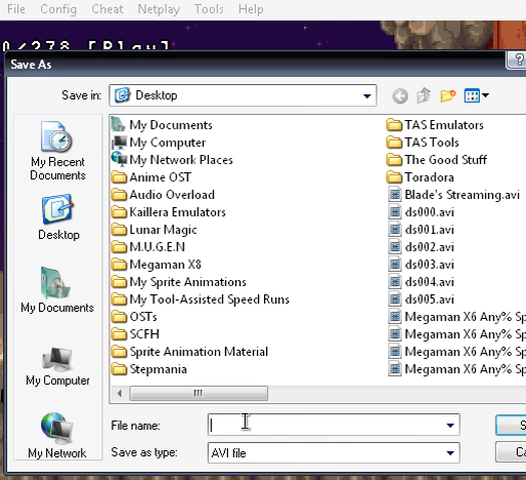 File Config Cheat Netplay Tools Help
0/278 [Play]
Save As
?
Save in: Desktop
My Recent
Documents
Desktop
My Documents
My Computer
My Network
My Documents
My Computer
My Network Places
Anime OST
Audio Overload
Kaillera Emulators
Lunar Magic
M.U.G.E.N
Megaman X8
My Sprite Animations
My Tool-Assisted Speed Runs
OSTs
SCFH
Sprite Animation Material
Stepmania
TAS Emulators
TAS Tools
The Good Stuff
Toradora
Blade's Streaming.avi
ds000.avi
ds001.avi
ds002.avi
ds003.avi
ds004.avi
ds005.avi
Megaman X6 Any% Sp
Megaman X6 Any% Sp
Megaman X6 Any% Sp
Megaman X6 Any% Sp
File name:
S
Save as type: AVI file
Ca